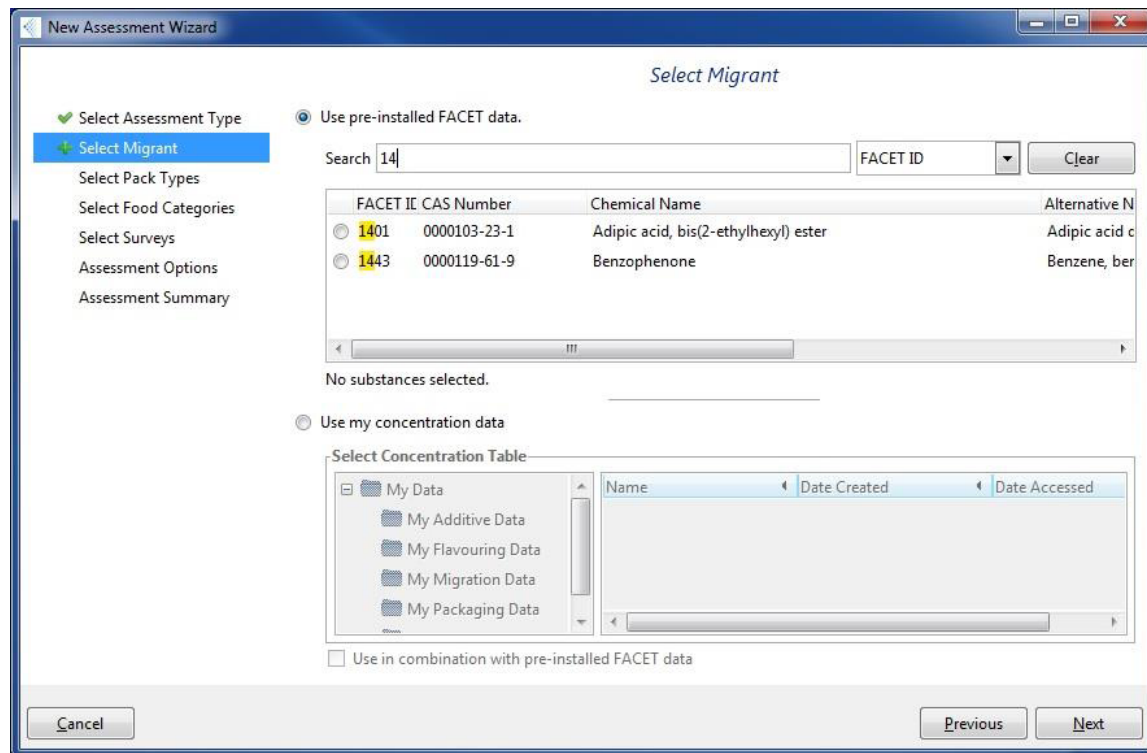 New Assessment Wizard
Select Migrant
Select Assessment Type
Select Migrant
Select Pack Types
Select Food Categories
Select Surveys
Assessment Options
Assessment Summary
Use pre-installed FACET data.
Search 14 FACET ID Clear
FACET ID CAS Number Chemical Name Alternative N
1401 0000103-23-1 Adipic acid, bis(2-ethylhexyl) ester Adipic acid d
1443 0000119-61-9 Benzophenone Benzene, ber
No substances selected.
Use my concentration data
Select Concentration Table
My Data
My Additive Data
My Flavouring Data
My Migration Data
My Packaging Data
Name Date Created Date Accessed
Use in combination with pre-installed FACET data
Cancel Previous Next